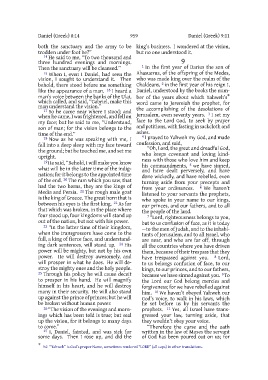 Daniel (Greek) 8:14
959
Daniel (Greek) 9:11
both the sanctuary and the army to be
trodden under foot?”
14 He said to me, “To two thousand and
three hundred evenings and mornings.
Then the sanctuary will be cleansed.”
15 When I, even I Daniel, had seen the
vision, I sought to understand it. Then
behold, there stood before me something
like the appearance of a man. 16 I heard a
man’s voice between the banks of the Ulai,
which called, and said, “Gabriel, make this
man understand the vision.”
17 So he came near where I stood; and
when he came, I was frightened, and fell on
my face; but he said to me, “Understand,
son of man; for the vision belongs to the
time of the end.”
18 Now as he was speaking with me, I
fell into a deep sleep with my face toward
the ground; but he touched me, and set me
upright.
19 He said, “Behold, I will make you know
what will be in the latter time of the indig-
nation; for it belongs to the appointed time
of the end. 20 The ram which you saw, that
had the two horns, they are the kings of
Media and Persia. 21 The rough male goat
is the king of Greece. The great horn that is
between his eyes is the first king. 22 As for
that which was broken, in the place where
four stood up, four kingdoms will stand up
out of the nation, but not with his power.
23 “In the latter time of their kingdom,
when the transgressors have come to the
full, a king of fierce face, and understand-
ing dark sentences, will stand up. 24 His
power will be mighty, but not by his own
power. He will destroy awesomely, and
will prosper in what he does. He will de-
stroy the mighty ones and the holy people.
25 Through his policy he will cause deceit
to prosper in his hand. He will magnify
himself in his heart, and he will destroy
many in their security. He will also stand
up against the prince of princes; but he will
be broken without human power.
26 “The vision of the evenings and morn-
ings which has been told is true; but seal
up the vision, for it belongs to many days
to come.”
27 I, Daniel, fainted, and was sick for
some days. Then I rose up, and did the
king’s business. I wondered at the vision,
but no one understood it.
9
1 In the first year of Darius the son of
Ahasuerus, of the offspring of the Medes,
who was made king over the realm of the
Chaldeans, 2 in the first year of his reign I,
Daniel, understood by the books the num-
ber of the years about which Yahweh’s*
word came to Jeremiah the prophet, for
the accomplishing of the desolations of
Jerusalem, even seventy years. 3 I set my
face to the Lord God, to seek by prayer
and petitions, with fasting in sackcloth and
ashes.
4 I prayed to Yahweh my God, and made
confession, and said,
“Oh, Lord, the great and dreadful God,
who keeps covenant and loving kind-
ness with those who love him and keep
his commandments, 5 we have sinned,
and have dealt perversely, and have
done wickedly, and have rebelled, even
turning aside from your precepts and
from your ordinances. 6 We haven’t
listened to your servants the prophets,
who spoke in your name to our kings,
our princes, and our fathers, and to all
the people of the land.
7 “Lord, righteousness belongs to you,
but to us confusion of face, as it is today
—to the men of Judah, and to the inhabi-
tants of Jerusalem, and to all Israel, who
are near, and who are far off, through
all the countries where you have driven
them, because of their trespass that they
have trespassed against you. 8 Lord,
to us belongs confusion of face, to our
kings, to our princes, and to our fathers,
because we have sinned against you. 9 To
the Lord our God belong mercies and
forgiveness; for we have rebelled against
him. 10 We haven’t obeyed Yahweh our
God’s voice, to walk in his laws, which
he set before us by his servants the
prophets. 11 Yes, all Israel have trans-
gressed your law, turning aside, that
they wouldn’t obey your voice.
“Therefore the curse and the oath
written in the law of Moses the servant
of God has been poured out on us; for